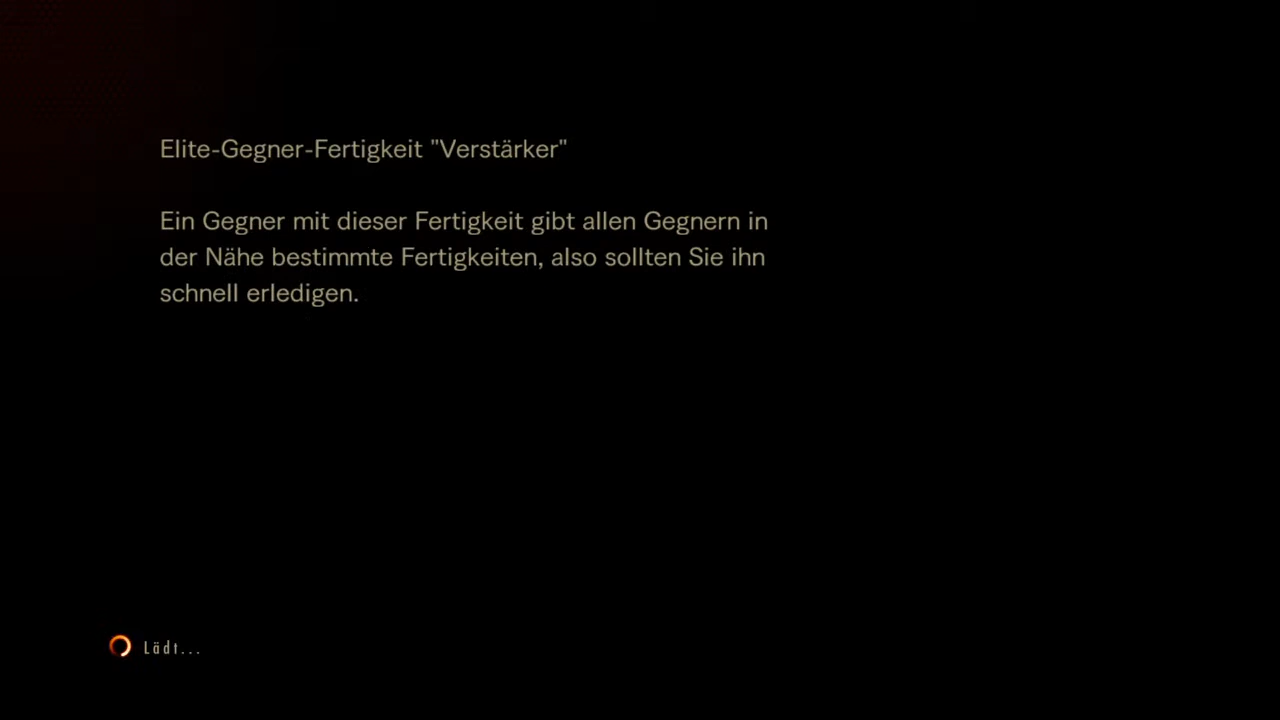 Elite-Gegner-Fertigkeit "Verstärker"
Ein Gegner mit dieser Fertigkeit gibt allen Gegnern in
der Nähe bestimmte Fertigkeiten, also sollten Sie ihn
schnell erledigen.
Lädt...